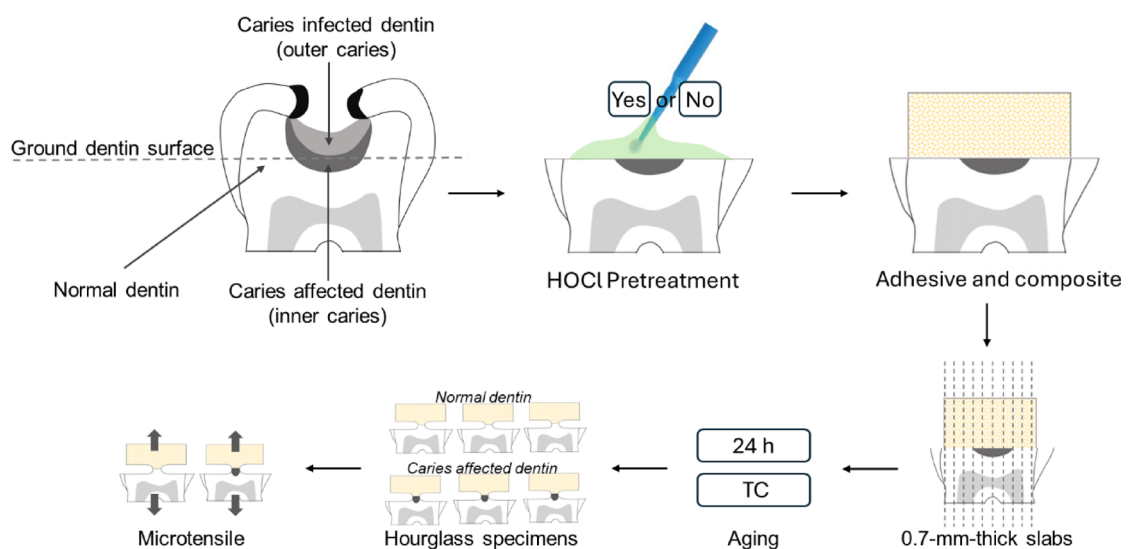 Caries infected dentin
(outer caries)
Ground dentin surface
Normal dentin
Caries affected dentin
(inner caries)
Yes or No
HOCl Pretreatment
Adhesive and composite
0.7-mm-thick slabs
24 h
TC
Aging
Normal dentin
Caries affected dentin
Hourglass specimens
Microtensile